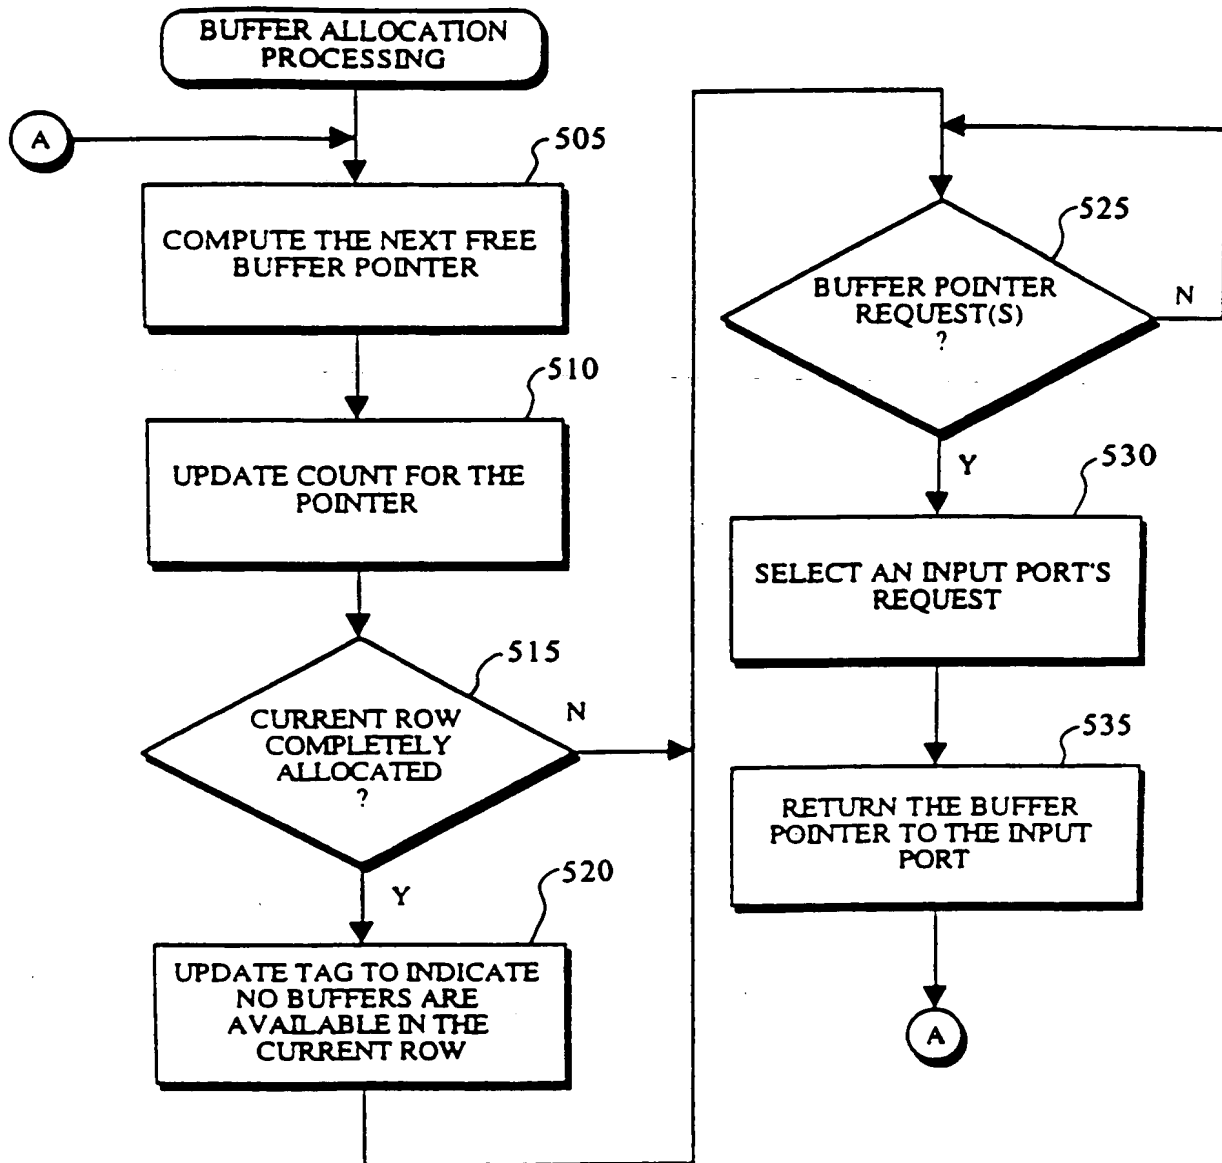 BUFFER ALLOCATION
PROCESSING
A
505
COMPUTE THE NEXT FREE
BUFFER POINTER
510
UPDATE COUNT FOR THE
POINTER
515
CURRENT ROW
COMPLETELY
ALLOCATED
?
N
Y
520
UPDATE TAG TO INDICATE
NO BUFFERS ARE
AVAILABLE IN THE
CURRENT ROW
525
BUFFER POINTER
REQUEST(S)
?
N
Y
530
SELECT AN INPUT PORT'S
REQUEST
535
RETURN THE BUFFER
POINTER TO THE INPUT
PORT
A